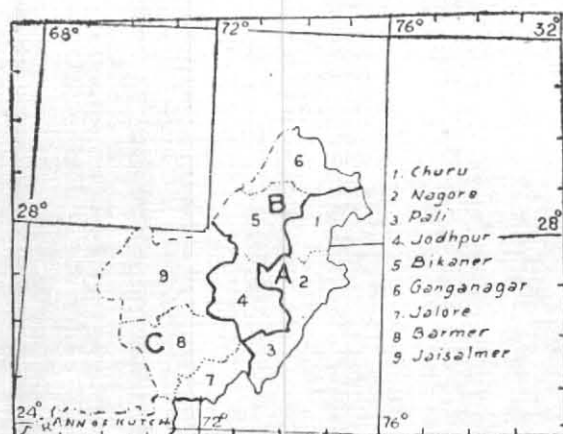 68° 72° 76° 32°
6
B
5 1
28° 28°
A
9 2
4
C 8
3
7
24° 72° 76°
RANN OF KUTCH
1. Churu
2 Nagore
3 Pali
4. Jodhpur
5 Bikaner
6 Ganganagar
7 Jalore
8 Barmer
9 Jaisalmer